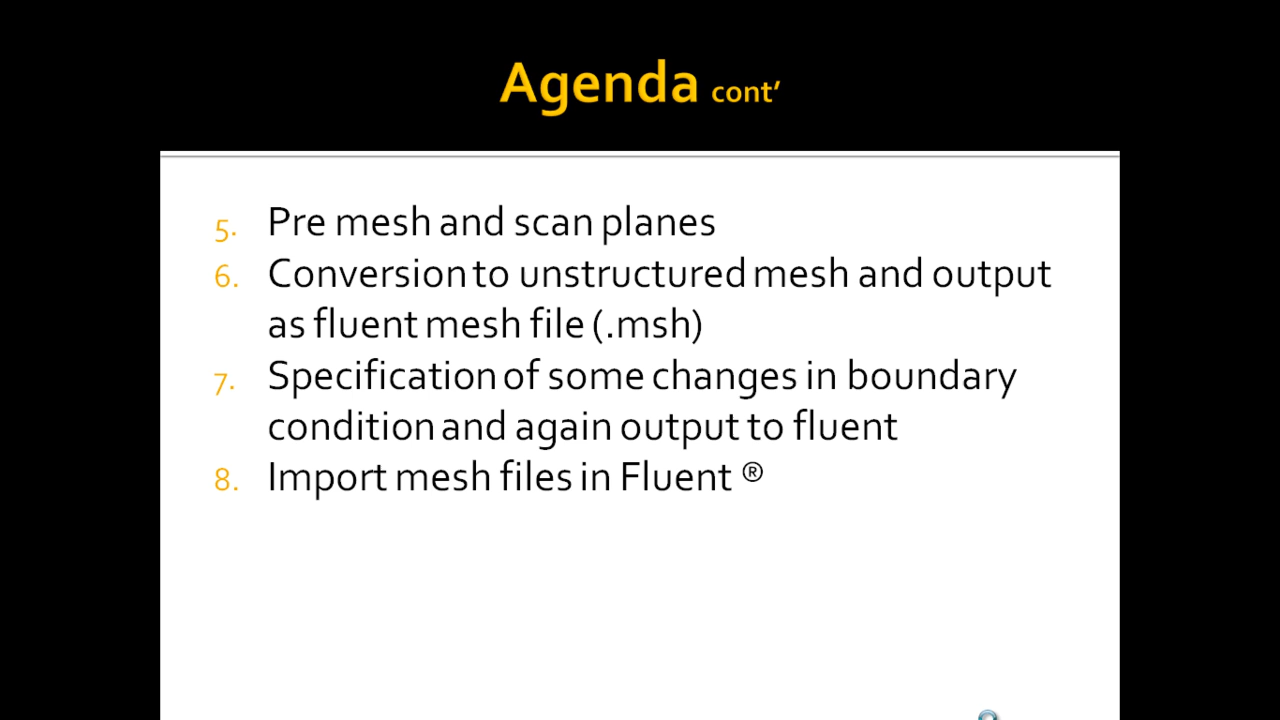 Agenda cont’
5. Pre mesh and scan planes
6. Conversion to unstructured mesh and output
as fluent mesh file (.msh)
7. Specification of some changes in boundary
condition and again output to fluent
8. Import mesh files in Fluent ®